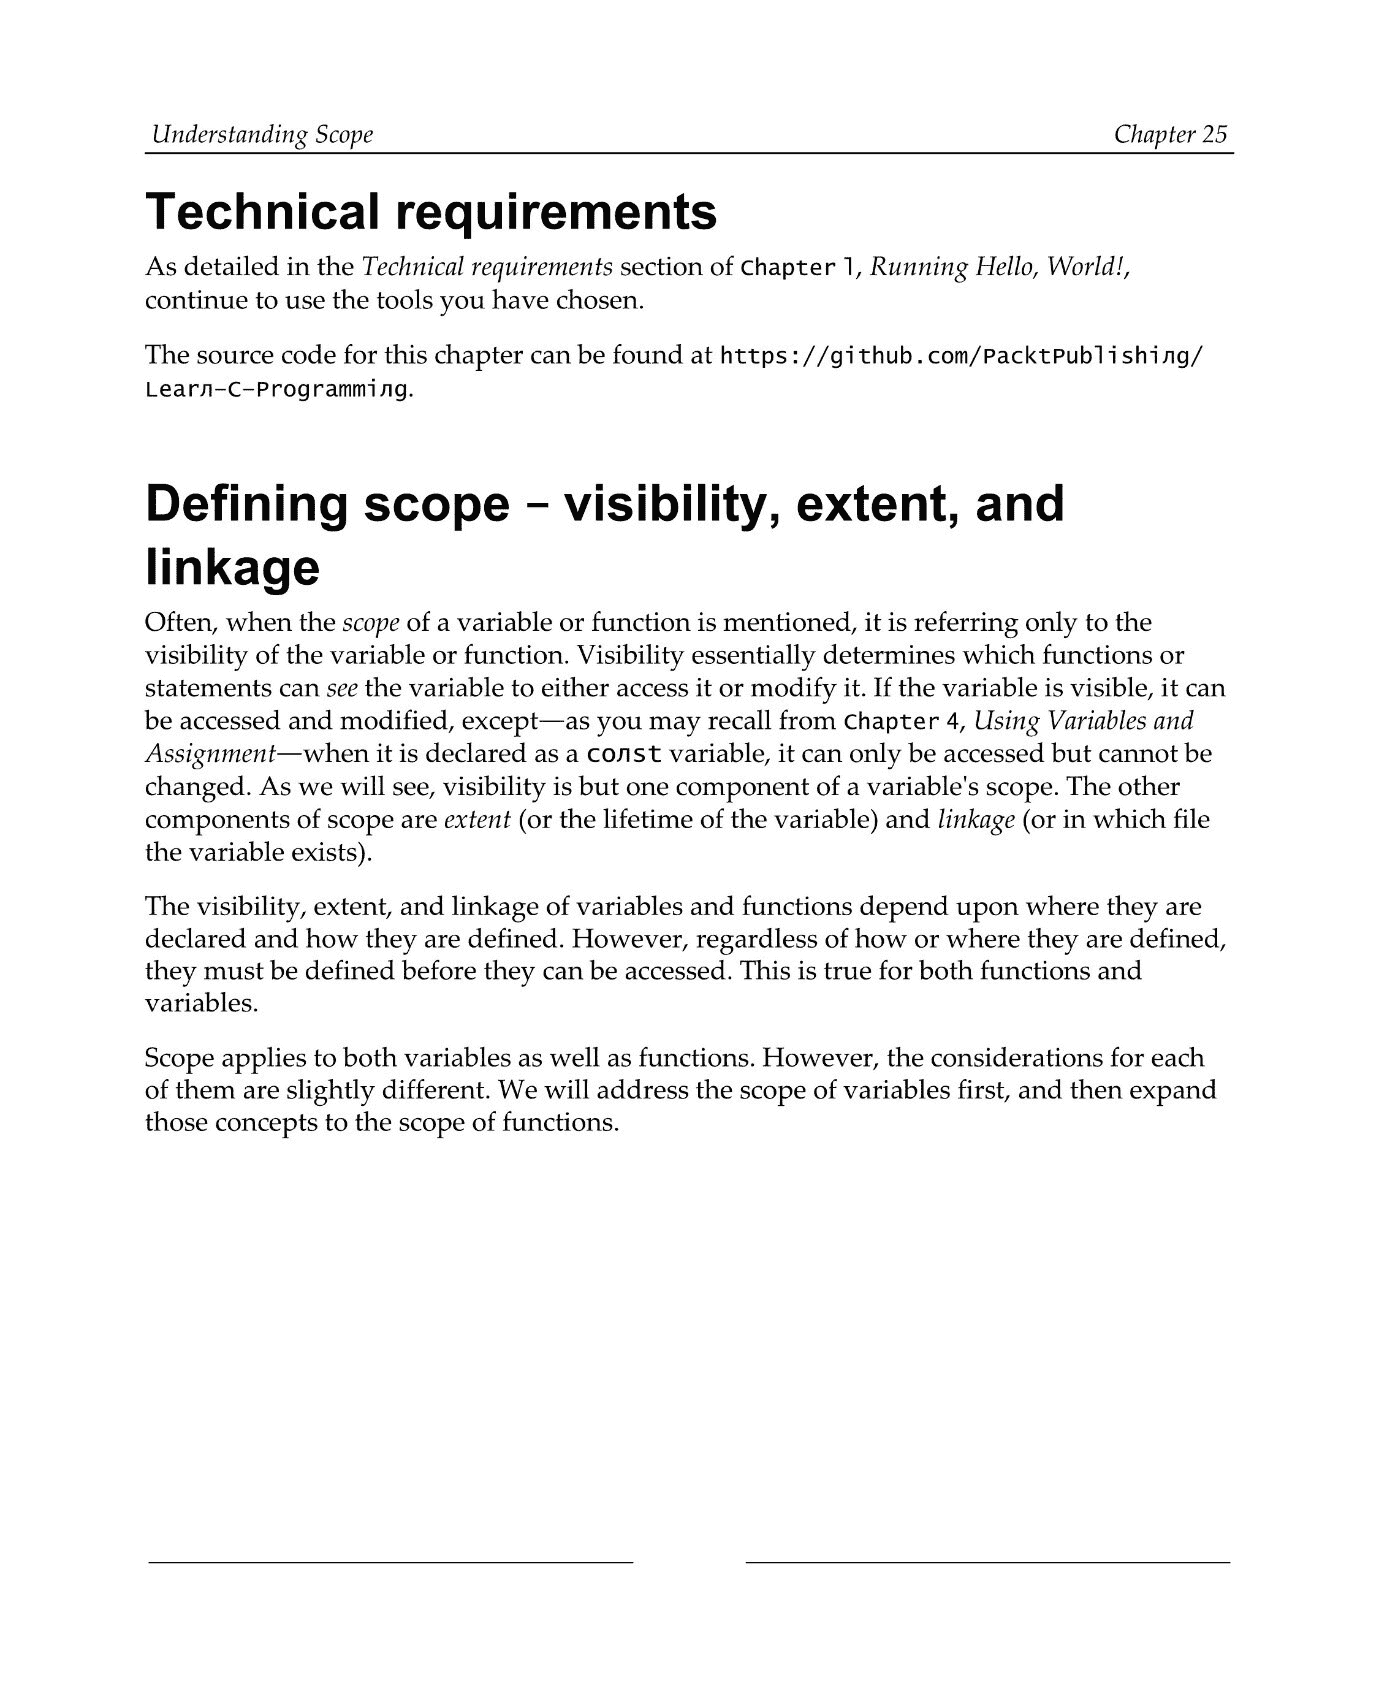 Understanding Scope Chapter 25
Technical requirements
As detailed in the Technical requirements section of Chapter 1, Running Hello, World!,
continue to use the tools you have chosen.
The source code for this chapter can be found at https://github.com/PacktPublishing/
Learn-C-Programming.
Defining scope – visibility, extent, and
linkage
Often, when the scope of a variable or function is mentioned, it is referring only to the
visibility of the variable or function. Visibility essentially determines which functions or
statements can see the variable to either access it or modify it. If the variable is visible, it can
be accessed and modified, except—as you may recall from Chapter 4, Using Variables and
Assignment—when it is declared as a const variable, it can only be accessed but cannot be
changed. As we will see, visibility is but one component of a variable's scope. The other
components of scope are extent (or the lifetime of the variable) and linkage (or in which file
the variable exists).
The visibility, extent, and linkage of variables and functions depend upon where they are
declared and how they are defined. However, regardless of how or where they are defined,
they must be defined before they can be accessed. This is true for both functions and
variables.
Scope applies to both variables as well as functions. However, the considerations for each
of them are slightly different. We will address the scope of variables first, and then expand
those concepts to the scope of functions.